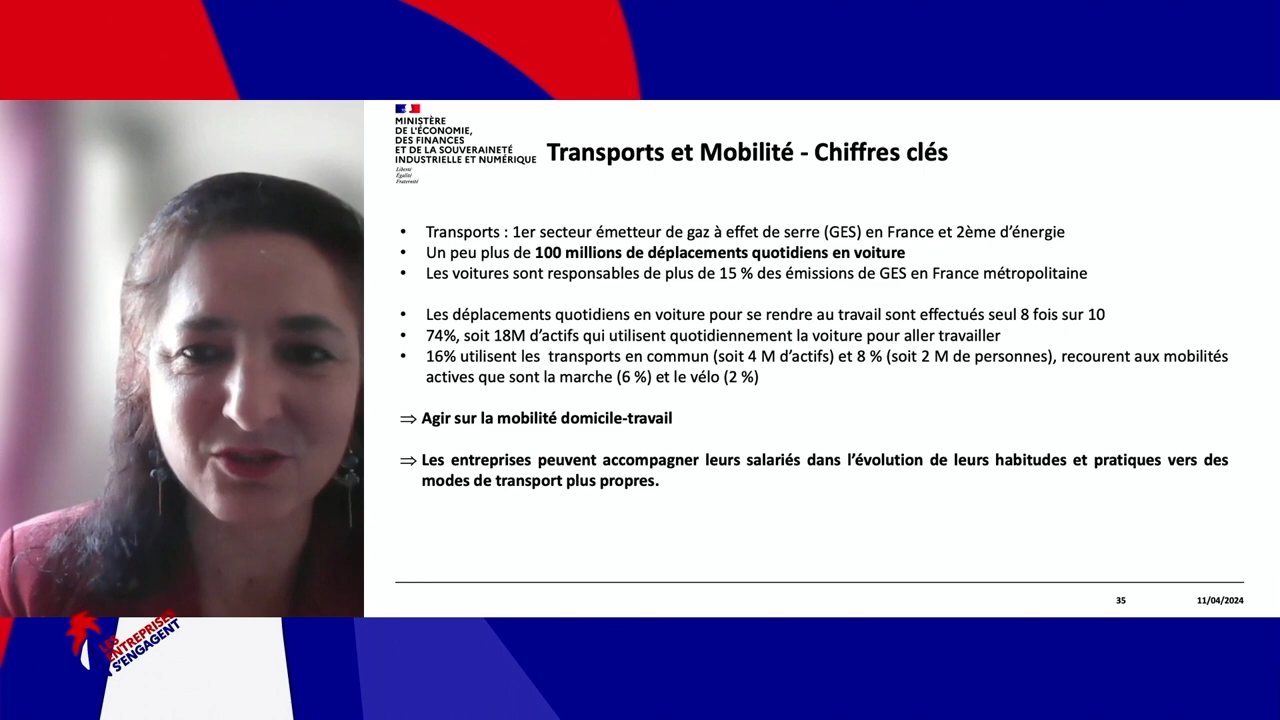 MINISTÈRE
DE L'ÉCONOMIE,
DES FINANCES
ET DE LA SOUVERAINETÉ
INDUSTRIELLE ET NUMÉRIQUE
Liberté
Égalité
Fraternité
Transports et Mobilité - Chiffres clés
• Transports : 1er secteur émetteur de gaz à effet de serre (GES) en France et 2ème d’énergie
• Un peu plus de 100 millions de déplacements quotidiens en voiture
• Les voitures sont responsables de plus de 15 % des émissions de GES en France métropolitaine
• Les déplacements quotidiens en voiture pour se rendre au travail sont effectués seul 8 fois sur 10
• 74%, soit 18M d’actifs qui utilisent quotidiennement la voiture pour aller travailler
• 16% utilisent les transports en commun (soit 4 M d’actifs) et 8 % (soit 2 M de personnes), recourent aux mobilités
actives que sont la marche (6 %) et le vélo (2 %)
⇒ Agir sur la mobilité domicile-travail
⇒ Les entreprises peuvent accompagner leurs salariés dans l’évolution de leurs habitudes et pratiques vers des
modes de transport plus propres.
35
11/04/2024
LES
ENTREPRISES
S'ENGAGENT